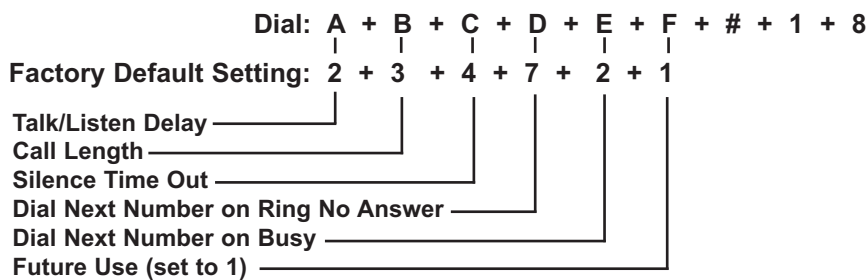 Dial: A + B + C + D + E + F + # + 1 + 8
Factory Default Setting: 2 + 3 + 4 + 7 + 2 + 1
Talk/Listen Delay
Call Length
Silence Time Out
Dial Next Number on Ring No Answer
Dial Next Number on Busy
Future Use (set to 1)